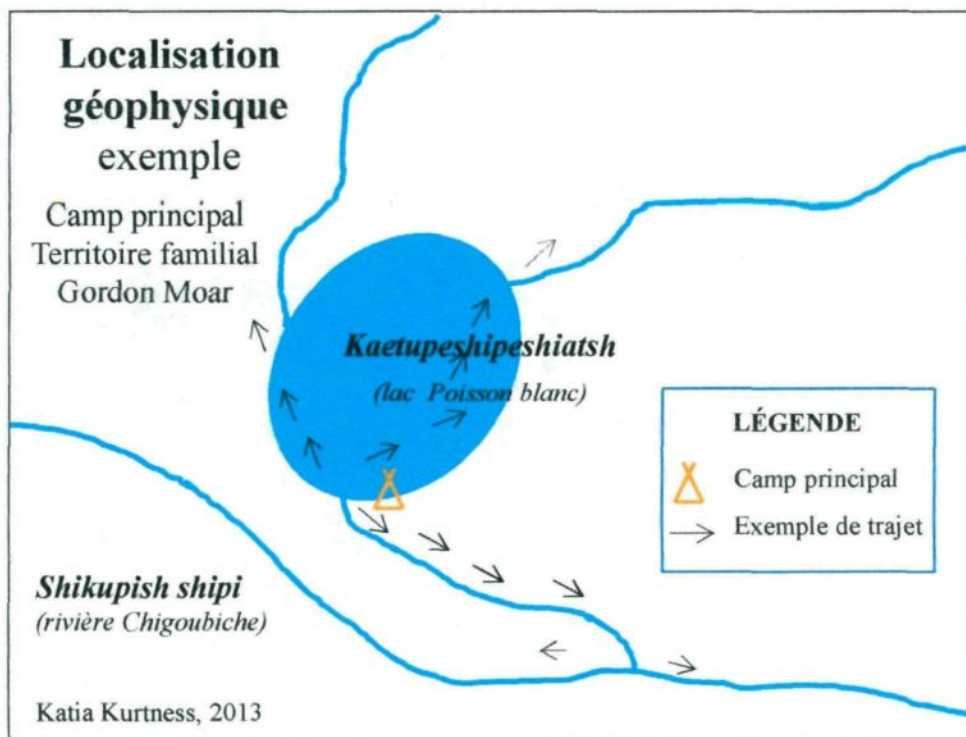 Localisation
géophysique
exemple
Camp principal
Territoire familial
Gordon Moar
Kaetupeshipeshiatsh
(lac Poisson blanc)
LÉGENDE
Camp principal
Exemple de trajet
Shikupish shipi
(rivière Chigoubiche)
Katia Kurtness, 2013